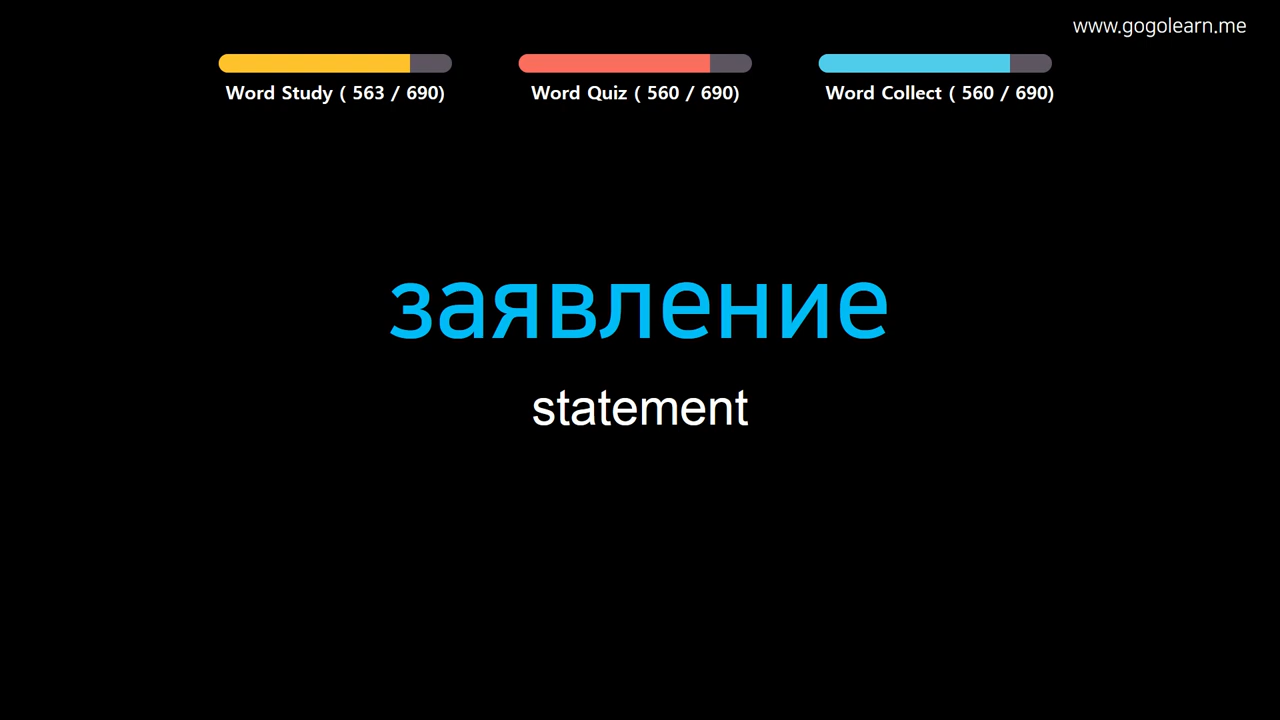 www.gogolearn.me
Word Study ( 563 / 690)
Word Quiz ( 560 / 690)
Word Collect ( 560 / 690)
заявление
statement